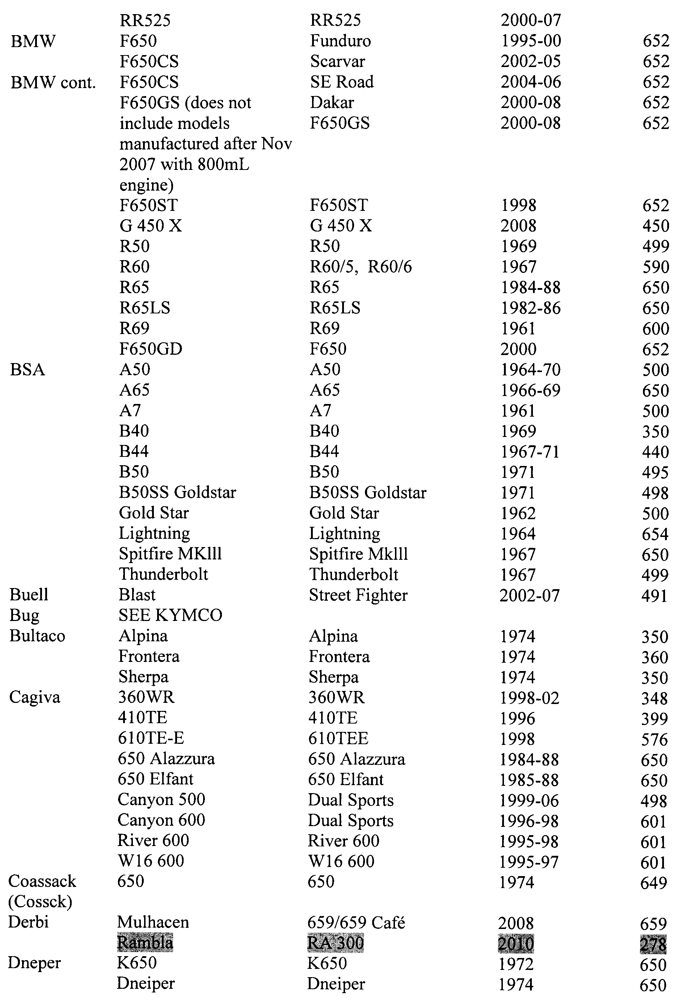 RR525 RR525 2000-07
BMW F650 Funduro 1995-00 652
F650CS Scarvar 2002-05 652
BMW cont. F650CS SE Road 2004-06 652
F650GS (does not Dakar 2000-08 652
include models F650GS 2000-08 652
manufactured after Nov
2007 with 800mL
engine)
F650ST F650ST 1998 652
G 450 X G 450 X 2008 450
R50 R50 1969 499
R60 R60/5, R60/6 1967 590
R65 R65 1984-88 650
R65LS R65LS 1982-86 650
R69 R69 1961 600
F650GD F650 2000 652
BSA A50 A50 1964-70 500
A65 A65 1966-69 650
A7 A7 1961 500
B40 B40 1969 350
B44 B44 1967-71 440
B50 B50 1971 495
B50SS Goldstar B50SS Goldstar 1971 498
Gold Star Gold Star 1962 500
Lightning Lightning 1964 654
Spitfire MKlll Spitfire Mklll 1967 650
Thunderbolt Thunderbolt 1967 499
Buell Blast Street Fighter 2002-07 491
Bug SEE KYMCO
Bultaco Alpina Alpina 1974 350
Frontera Frontera 1974 360
Sherpa Sherpa 1974 350
Cagiva 360WR 360WR 1998-02 348
410TE 410TE 1996 399
610TE-E 610TEE 1998 576
650 Alazzura 650 Alazzura 1984-88 650
650 Elfant 650 Elfant 1985-88 650
Canyon 500 Dual Sports 1999-06 498
Canyon 600 Dual Sports 1996-98 601
River 600 River 600 1995-98 601
W16 600 W16 600 1995-97 601
Coassack 650 650 1974 649
(Cossck)
Derbi Mulhacen 659/659 Café 2008 659
Rambla RA 300 2010 278
Dneper K650 K650 1972 650
Dneiper Dneiper 1974 650